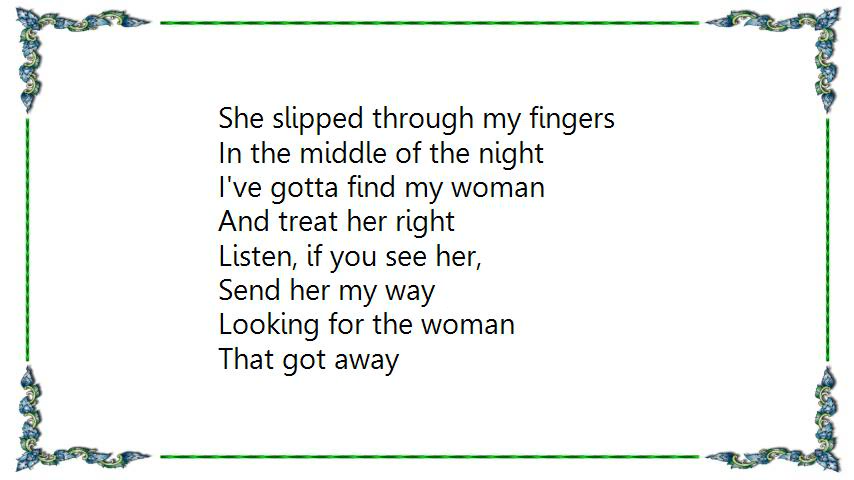 She slipped through my fingers
In the middle of the night
I've gotta find my woman
And treat her right
Listen, if you see her,
Send her my way
Looking for the woman
That got away